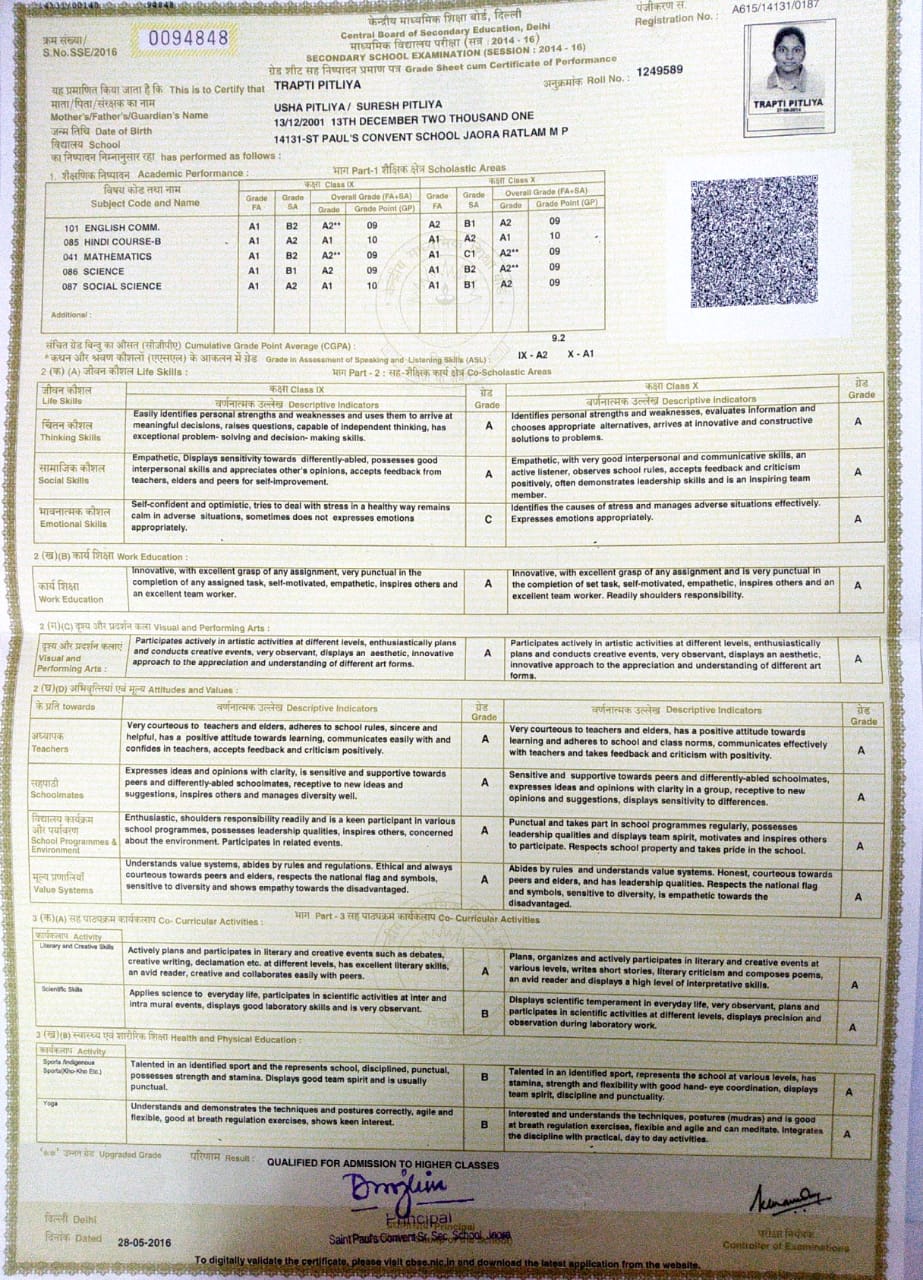 14131/00140 94848
केन्द्रीय माध्यमिक शिक्षा बोर्ड, दिल्ली
Central Board of Secondary Education, Delhi
माध्यमिक विद्यालय परीक्षा (सत्र : 2014 - 16)
SECONDARY SCHOOL EXAMINATION (SESSION : 2014 - 16)
ग्रेड शीट सह निष्पादन प्रमाण पत्र Grade Sheet cum Certificate of Performance
पंजीकरण सं.
Registration No. : A615/14131/0187
क्रम संख्या/
S.No.SSE/2016 0094848
अनुक्रमांक Roll No. : 1249589
यह प्रमाणित किया जाता है कि This is to Certify that TRAPTI PITLIYA
माता/पिता/संरक्षक का नाम
Mother's/Father's/Guardian's Name USHA PITLIYA / SURESH PITLIYA
जन्म तिथि Date of Birth 13/12/2001 13TH DECEMBER TWO THOUSAND ONE
विद्यालय School 14131-ST PAUL'S CONVENT SCHOOL JAORA RATLAM M P
का निष्पादन निम्नानुसार रहा has performed as follows :
TRAPTI PITLIYA
1. शैक्षणिक निष्पादन Academic Performance : भाग Part-1 शैक्षिक क्षेत्र Scholastic Areas
विषय कोड तथा नाम
Subject Code and Name
कक्षा Class IX कक्षा Class X
Grade FA Grade SA Overall Grade (FA+SA) Grade FA Grade SA Overall Grade (FA+SA)
Grade Grade Point (GP) Grade Grade Point (GP)
101 ENGLISH COMM. A1 B2 A2** 09 A2 B1 A2 09
085 HINDI COURSE-B A1 A2 A1 10 A1 A2 A1 10
041 MATHEMATICS A1 B2 A2** 09 A1 C1 A2** 09
086 SCIENCE A1 B1 A2 09 A1 B2 A2** 09
087 SOCIAL SCIENCE A1 A2 A1 10 A1 B1 A2 09
Additional :
संचित ग्रेड बिन्दु का औसत (सीजीपीए) Cumulative Grade Point Average (CGPA) : 9.2
*कथन और श्रवण कौशलों (एएसएल) के आकलन में ग्रेड Grade in Assessment of Speaking and Listening Skills (ASL) : IX - A2 X - A1
2 (क) (A) जीवन कौशल Life Skills : भाग Part - 2 : सह-शैक्षिक कार्य क्षेत्र Co-Scholastic Areas
जीवन कौशल
Life Skills
कक्षा Class IX
वर्णनात्मक उल्लेख Descriptive Indicators
ग्रेड
Grade
कक्षा Class X
वर्णनात्मक उल्लेख Descriptive Indicators
ग्रेड
Grade
चिंतन कौशल
Thinking Skills
Easily identifies personal strengths and weaknesses and uses them to arrive at
meaningful decisions, raises questions, capable of independent thinking, has
exceptional problem- solving and decision- making skills.
A
Identifies personal strengths and weaknesses, evaluates information and
chooses appropriate alternatives, arrives at innovative and constructive
solutions to problems.
A
सामाजिक कौशल
Social Skills
Empathetic, Displays sensitivity towards differently-abled, possesses good
interpersonal skills and appreciates other's opinions, accepts feedback from
teachers, elders and peers for self-improvement.
A
Empathetic, with very good interpersonal and communicative skills, an
active listener, observes school rules, accepts feedback and criticism
positively, often demonstrates leadership skills and is an inspiring team
member.
A
भावनात्मक कौशल
Emotional Skills
Self-confident and optimistic, tries to deal with stress in a healthy way remains
calm in adverse situations, sometimes does not expresses emotions
appropriately.
C
Identifies the causes of stress and manages adverse situations effectively.
Expresses emotions appropriately.
A
2 (ख)(B) कार्य शिक्षा Work Education :
कार्य शिक्षा
Work Education
Innovative, with excellent grasp of any assignment, very punctual in the
completion of any assigned task, self-motivated, empathetic, inspires others and
an excellent team worker.
A
Innovative, with excellent grasp of any assignment and is very punctual in
the completion of set task, self-motivated, empathetic, inspires others and an
excellent team worker. Readily shoulders responsibility.
A
2 (ग)(C) दृश्य और प्रदर्शन कला Visual and Performing Arts :
दृश्य और प्रदर्शन कलाएं
Visual and
Performing Arts :
Participates actively in artistic activities at different levels, enthusiastically plans
and conducts creative events, very observant, displays an aesthetic, innovative
approach to the appreciation and understanding of different art forms.
A
Participates actively in artistic activities at different levels, enthusiastically
plans and conducts creative events, very observant, displays an aesthetic,
innovative approach to the appreciation and understanding of different art
forms.
A
2 (घ)(D) अभिवृत्तियां एवं मूल्य Attitudes and Values :
के प्रति towards
वर्णनात्मक उल्लेख Descriptive Indicators
ग्रेड
Grade
वर्णनात्मक उल्लेख Descriptive Indicators
ग्रेड
Grade
अध्यापक
Teachers
Very courteous to teachers and elders, adheres to school rules, sincere and
helpful, has a positive attitude towards learning, communicates easily with and
confides in teachers, accepts feedback and criticism positively.
A
Very courteous to teachers and elders, has a positive attitude towards
learning and adheres to school and class norms, communicates effectively
with teachers and takes feedback and criticism with positivity.
A
सहपाठी
Schoolmates
Expresses ideas and opinions with clarity, is sensitive and supportive towards
peers and differently-abled schoolmates, receptive to new ideas and
suggestions, inspires others and manages diversity well.
A
Sensitive and supportive towards peers and differently-abled schoolmates,
expresses ideas and opinions with clarity in a group, receptive to new
opinions and suggestions, displays sensitivity to differences.
A
विद्यालय कार्यक्रम
और पर्यावरण
School Programmes &
Environment
Enthusiastic, shoulders responsibility readily and is a keen participant in various
school programmes, possesses leadership qualities, inspires others, concerned
about the environment. Participates in related events.
A
Punctual and takes part in school programmes regularly, possesses
leadership qualities and displays team spirit, motivates and inspires others
to participate. Respects school property and takes pride in the school.
A
मूल्य प्रणालियाँ
Value Systems
Understands value systems, abides by rules and regulations. Ethical and always
courteous towards peers and elders, respects the national flag and symbols,
sensitive to diversity and shows empathy towards the disadvantaged.
A
Abides by rules and understands value systems. Honest, courteous towards
peers and elders, and has leadership qualities. Respects the national flag
and symbols, sensitive to diversity, is empathetic towards the
disadvantaged.
A
3 (क)(A) सह पाठ्यक्रम कार्यकलाप Co- Curricular Activities : भाग Part - 3 सह पाठ्यक्रम कार्यकलाप Co- Curricular Activities
कार्यकलाप Activity
Literary and Creative Skills
Actively plans and participates in literary and creative events such as debates,
creative writing, declamation etc. at different levels, has excellent literary skills,
an avid reader, creative and collaborates easily with peers.
A
Plans, organizes and actively participates in literary and creative events at
various levels, writes short stories, literary criticism and composes poems,
an avid reader and displays a high level of interpretative skills.
A
Scientific Skills
Applies science to everyday life, participates in scientific activities at inter and
intra mural events, displays good laboratory skills and is very observant.
B
Displays scientific temperament in everyday life, very observant, plans and
participates in scientific activities at different levels, displays precision and
observation during laboratory work.
A
3 (ख)(B) स्वास्थ्य एवं शारीरिक शिक्षा Health and Physical Education :
कार्यकलाप Activity
Sports /Indigenous
Sports(Kho-Kho Etc.)
Talented in an identified sport and the represents school, disciplined, punctual,
possesses strength and stamina. Displays good team spirit and is usually
punctual.
B
Talented in an identified sport, represents the school at various levels, has
stamina, strength and flexibility with good hand- eye coordination, displays
team spirit, discipline and punctuality.
A
Yoga
Understands and demonstrates the techniques and postures correctly, agile and
flexible, good at breath regulation exercises, shows keen interest.
B
Interested and understands the techniques, postures (mudras) and is good
at breath regulation exercises, flexible and agile and can meditate. Integrates
the discipline with practical, day to day activities.
A
'**' उन्नत ग्रेड Upgraded Grade परिणाम Result : QUALIFIED FOR ADMISSION TO HIGHER CLASSES
Principal
Saint Paul's Convent Sr. Sec. School, Jaora
दिल्ली Delhi
दिनांक Dated 28-05-2016
परीक्षा नियंत्रक
Controller of Examinations
To digitally validate the certificate, please visit cbse.nic.in and download the latest application from the website.